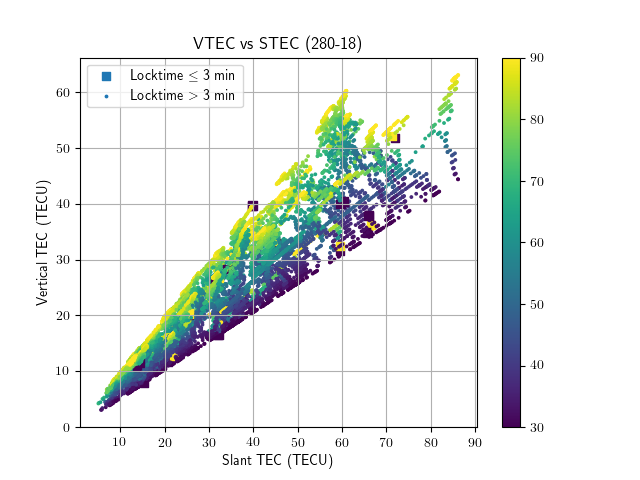 VTEC vs STEC (280-18)
Locktime ≤ 3 min
Locktime > 3 min
Vertical TEC (TECU)
60
50
40
30
20
10
0
10 20 30 40 50 60 70 80 90
Slant TEC (TECU)
90
80
70
60
50
40
30